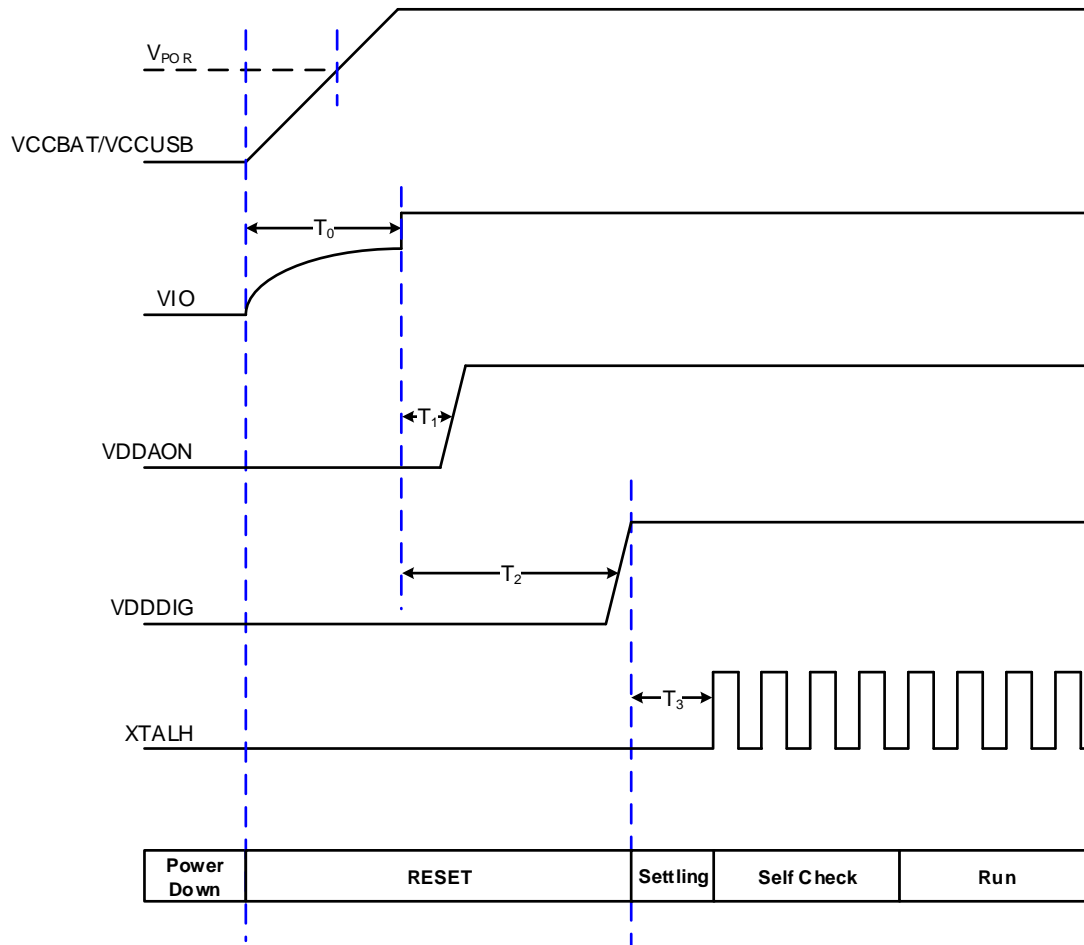 VPOR
VCCBAT/VCCUSB
T0
VIO
T1
VDDAON
T2
VDDDIG
T3
XTALH
Power
Down
RESET
Settling
Self Check
Run